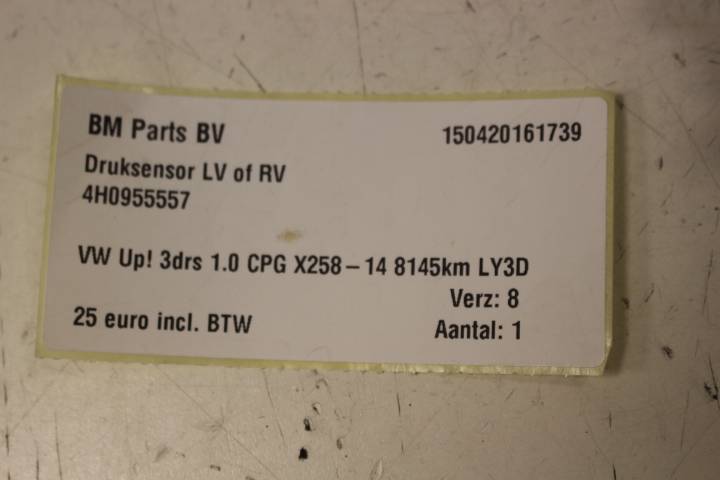 BM Parts BV 150420161739
Druksensor LV of RV
4H0955557
VW Up! 3drs 1.0 CPG X258-14 8145km LY3D
Verz: 8
25 euro incl. BTW Aantal: 1